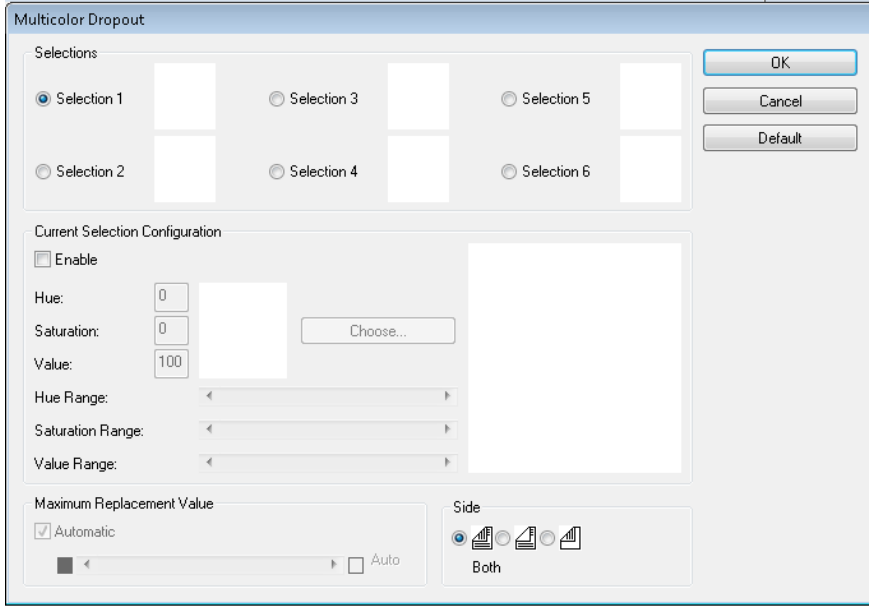 Multicolor Dropout
Selections
Selection 1
Selection 3
Selection 5
Selection 2
Selection 4
Selection 6
OK
Cancel
Default
Current Selection Configuration
Enable
Hue: 0
Saturation: 0
Choose...
Value: 100
Hue Range:
Saturation Range:
Value Range:
Maximum Replacement Value
Automatic
Auto
Side
Both